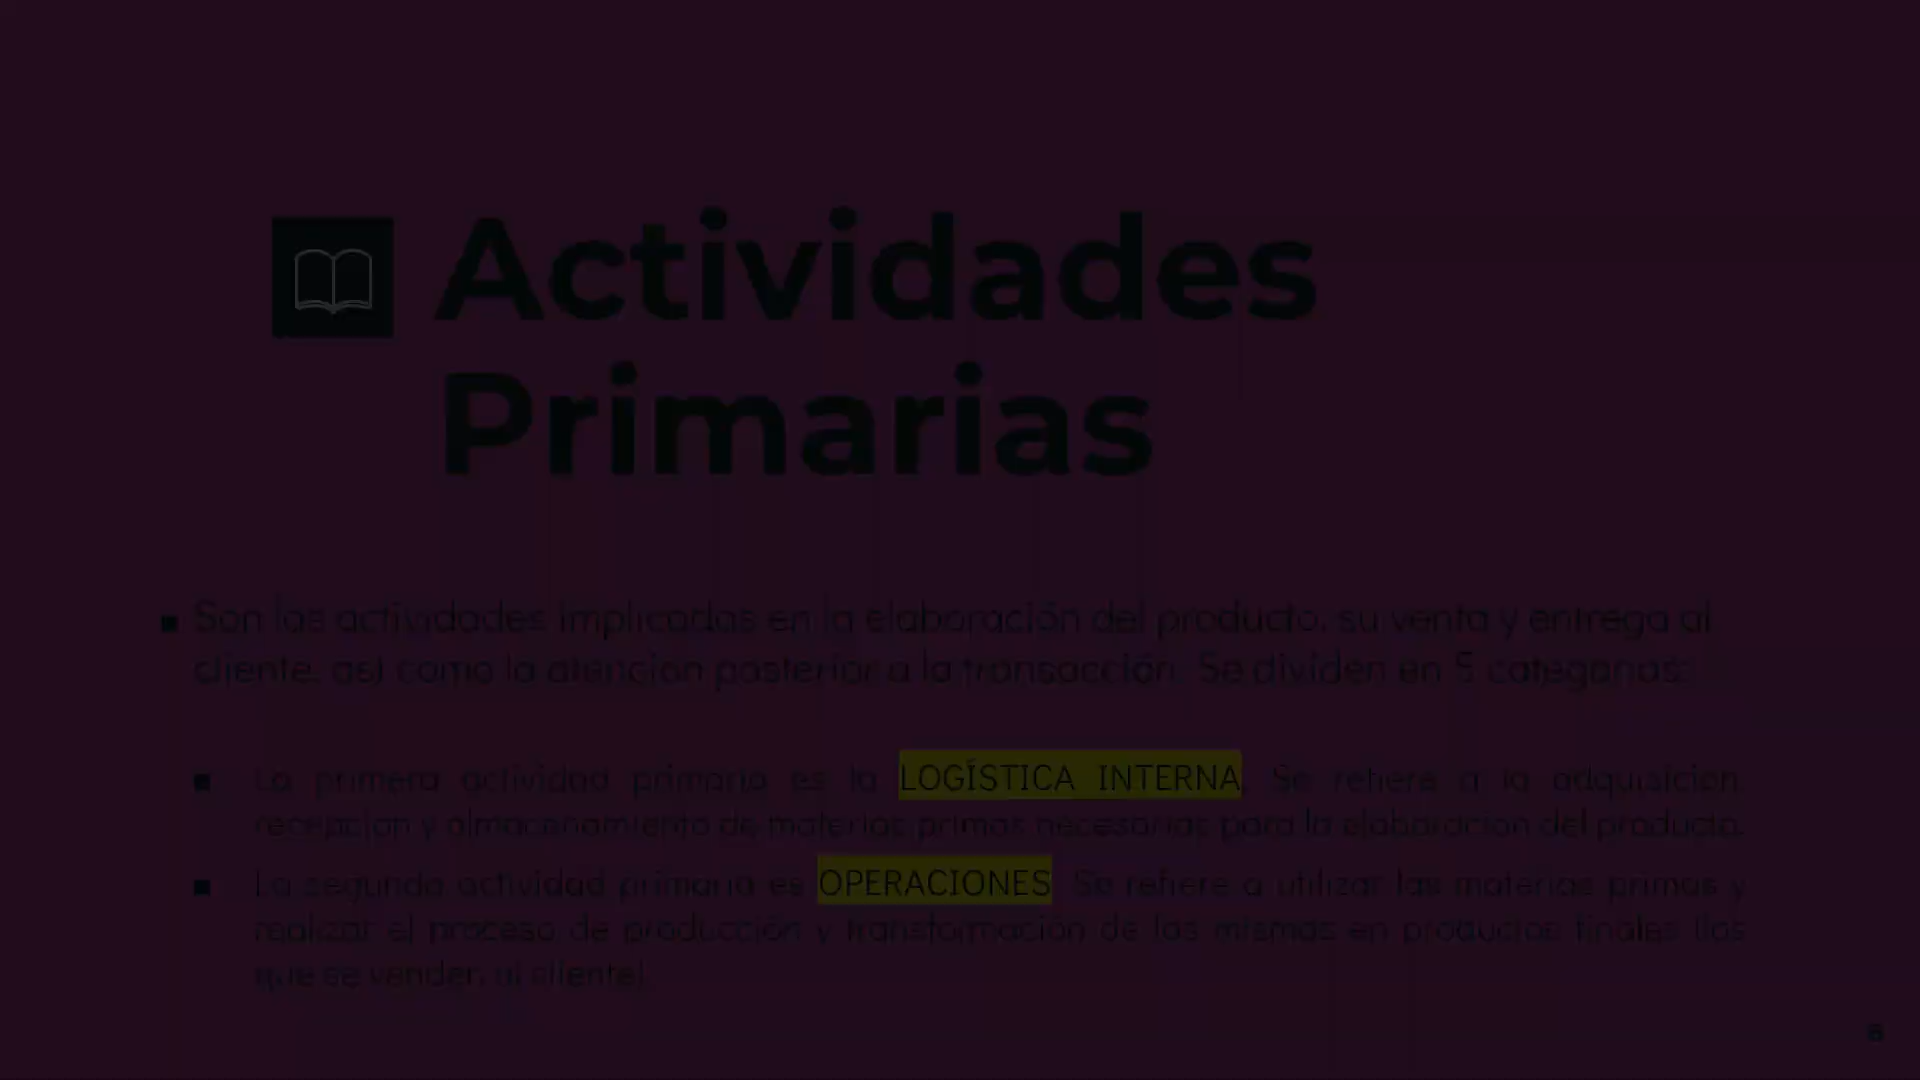 Actividades
Primarias
Son las actividades implicadas en la elaboración del producto, su venta y entrega al
cliente, así como la atención posterior a la transacción. Se dividen en 5 categorías:
La primera actividad primaria es la LOGÍSTICA INTERNA. Se refiere a la adquisición,
recepción y almacenamiento de materias primas necesarias para la elaboración del producto.
La segunda actividad primaria es OPERACIONES. Se refiere a utilizar las materias primas y
realizar el proceso de producción y transformación de las mismas en productos finales (los
que se venden al cliente)